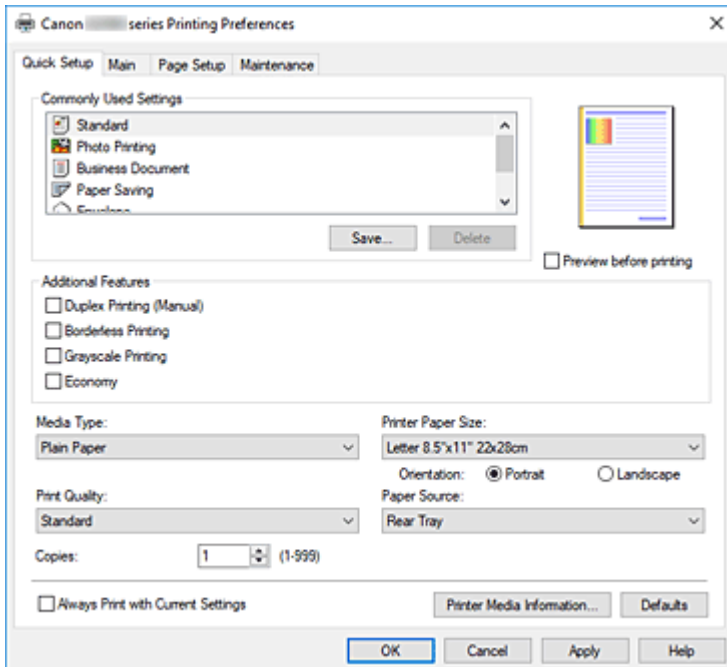 Canon series Printing Preferences
Quick Setup Main Page Setup Maintenance
Commonly Used Settings
Standard
Photo Printing
Business Document
Paper Saving
Envelope
Save... Delete
Preview before printing
Additional Features
Duplex Printing (Manual)
Borderless Printing
Grayscale Printing
Economy
Media Type: Printer Paper Size:
Plain Paper Letter 8.5"x11" 22x28cm
Orientation: Portrait Landscape
Print Quality: Paper Source:
Standard Rear Tray
Copies: 1 (1-999)
Always Print with Current Settings Printer Media Information... Defaults
OK Cancel Apply Help